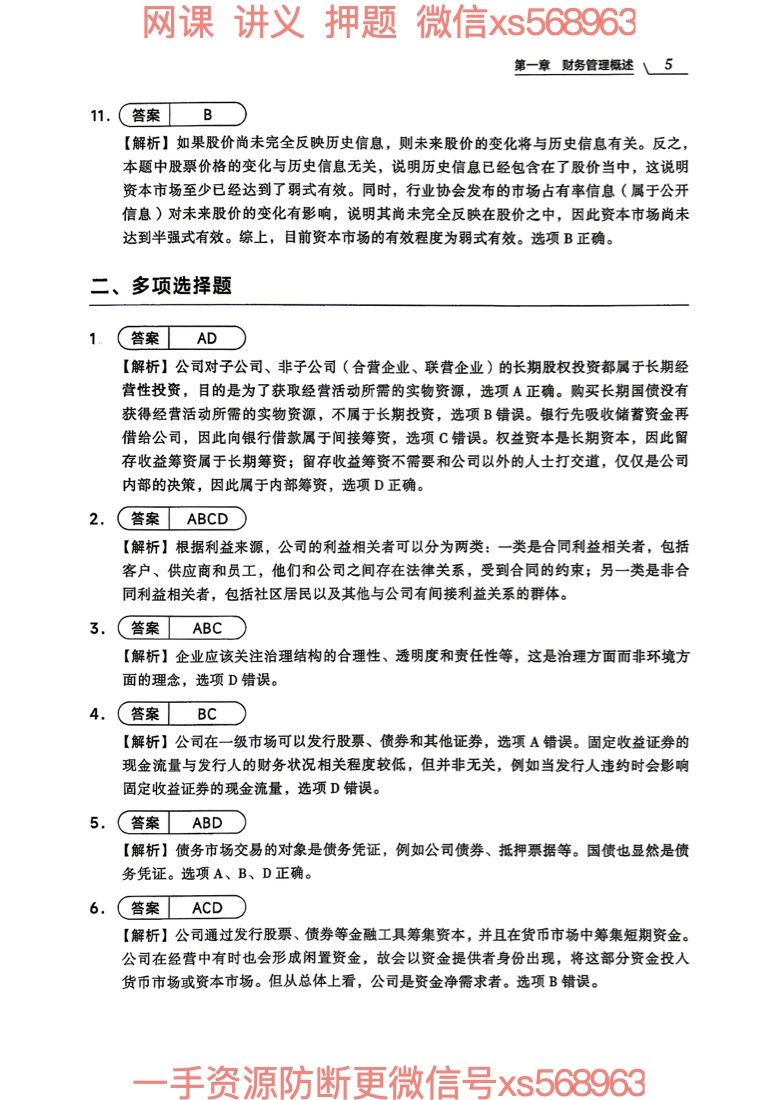 网课 讲义 押题 微信xs568963
第一章 财务管理概述 5
11. 答案 B
【解析】如果股价尚未完全反映历史信息，则未来股价的变化将与历史信息有关。反之，
本题中股票价格的变化与历史信息无关，说明历史信息已经包含在了股价当中，这说明
资本市场至少已经达到了弱式有效。同时，行业协会发布的市场占有率信息（属于公开
信息）对未来股价的变化有影响，说明其尚未完全反映在股价之中，因此资本市场尚未
达到半强式有效。综上，目前资本市场的有效程度为弱式有效。选项 B 正确。
二、多项选择题
1. 答案 AD
【解析】公司对子公司、非子公司（合营企业、联营企业）的长期股权投资都属于长期经
营性投资，目的是为了获取经营活动所需的实物资源，选项 A 正确。购买长期国债没有
获得经营活动所需的实物资源，不属于长期投资，选项 B 错误。银行先吸收储蓄资金再
借给公司，因此向银行借款属于间接筹资，选项 C 错误。权益资本是长期资本，因此留
存收益筹资属于长期筹资；留存收益筹资不需要和公司以外的人士打交道，仅仅是公司
内部的决策，因此属于内部筹资，选项 D 正确。
2. 答案 ABCD
【解析】根据利益来源，公司的利益相关者可以分为两类：一类是合同利益相关者，包括
客户、供应商和员工，他们和公司之间存在法律关系，受到合同的约束；另一类是非合
同利益相关者，包括社区居民以及其他与公司有间接利益关系的群体。
3. 答案 ABC
【解析】企业应该关注治理结构的合理性、透明度和责任性等，这是治理方面而非环境方
面的理念，选项 D 错误。
4. 答案 BC
【解析】公司在一级市场可以发行股票、债券和其他证券，选项 A 错误。固定收益证券的
现金流量与发行人的财务状况相关程度较低，但并非无关，例如当发行人违约时会影响
固定收益证券的现金流量，选项 D 错误。
5. 答案 ABD
【解析】债务市场交易的对象是债务凭证，例如公司债券、抵押票据等。国债也显然是债
务凭证。选项 A、B、D 正确。
6. 答案 ACD
【解析】公司通过发行股票、债券等金融工具筹集资本，并且在货币市场中筹集短期资金。
公司在经营中有时也会形成闲置资金，故会以资金提供者身份出现，将这部分资金投入
货币市场或资本市场。但从总体上看，公司是资金净需求者。选项 B 错误。
一手资源防断更微信号xs568963